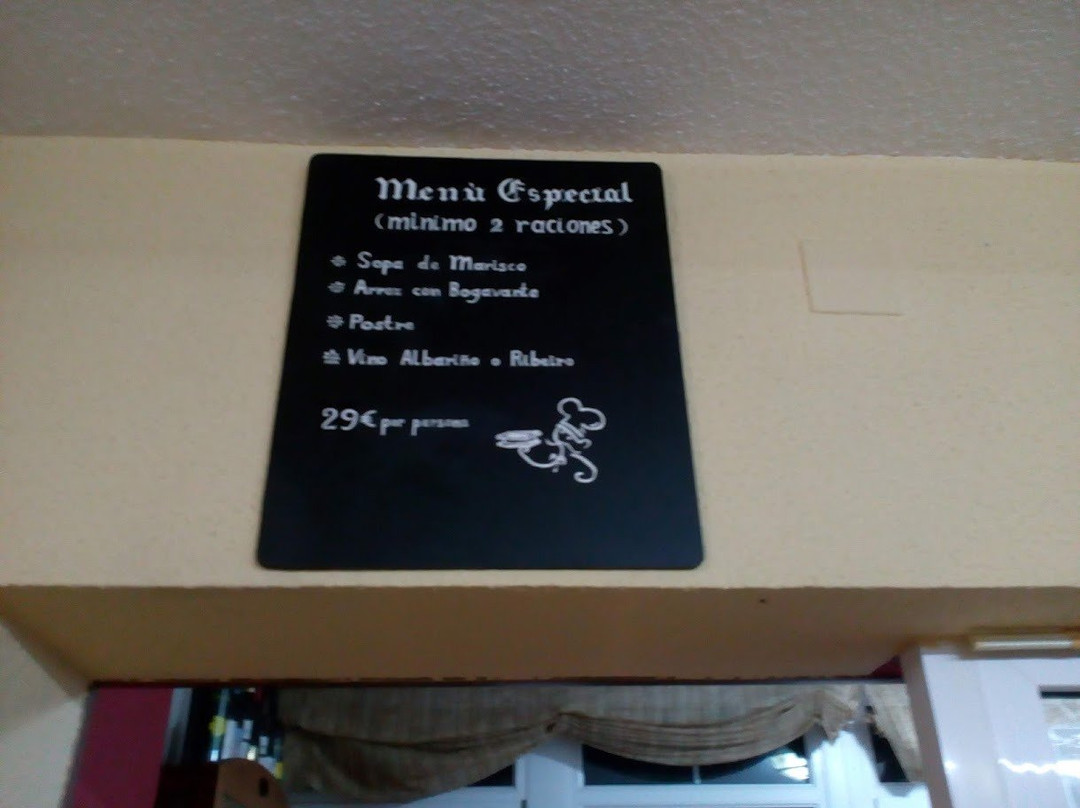 Menù Especial
(minimo 2 raciones)
Sopa de Marisco
Arroz con Bogavante
Postre
Vino Albariño o Ribeiro
29€ por persona